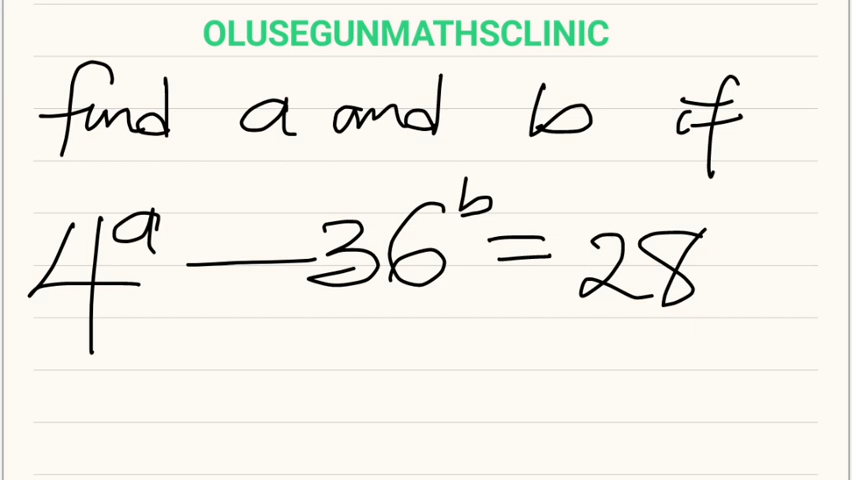 OLUSEGUNMATHSCLINIC
find a and b if
4^a - 36^b = 28